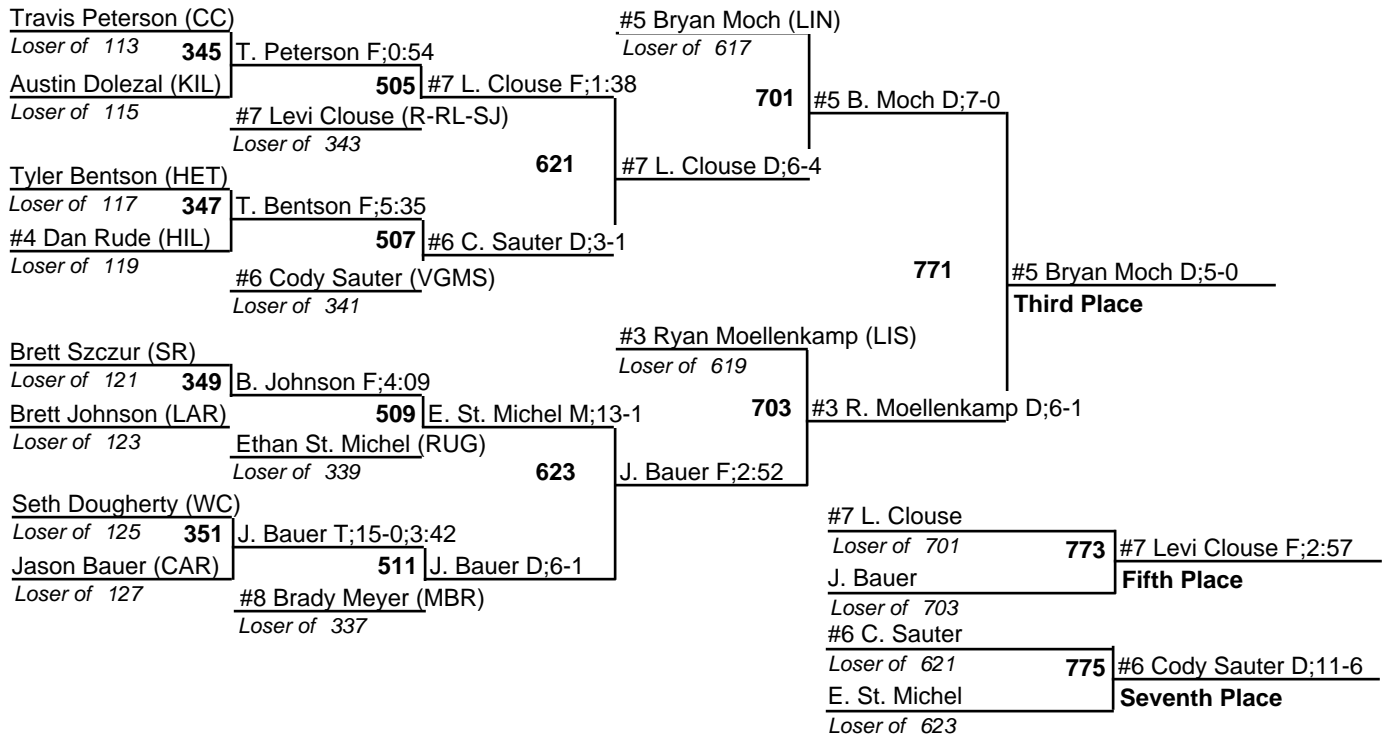 Travis Peterson (CC)
Loser of 113
345
T. Peterson F;0:54
Austin Dolezal (KIL)
Loser of 115
505
#7 L. Clouse F;1:38
#7 Levi Clouse (R-RL-SJ)
Loser of 343
621
#7 L. Clouse D;6-4
Tyler Bentson (HET)
Loser of 117
347
T. Bentson F;5:35
#4 Dan Rude (HIL)
Loser of 119
507
#6 C. Sauter D;3-1
#6 Cody Sauter (VGMS)
Loser of 341
#5 Bryan Moch (LIN)
Loser of 617
701
#5 B. Moch D;7-0
771
#5 Bryan Moch D;5-0
Third Place
Brett Szczur (SR)
Loser of 121
349
B. Johnson F;4:09
Brett Johnson (LAR)
Loser of 123
509
E. St. Michel M;13-1
Ethan St. Michel (RUG)
Loser of 339
623
J. Bauer F;2:52
Seth Dougherty (WC)
Loser of 125
351
J. Bauer T;15-0;3:42
Jason Bauer (CAR)
Loser of 127
511
J. Bauer D;6-1
#8 Brady Meyer (MBR)
Loser of 337
#3 Ryan Moellenkamp (LIS)
Loser of 619
703
#3 R. Moellenkamp D;6-1
#7 L. Clouse
Loser of 701
773
#7 Levi Clouse F;2:57
Fifth Place
J. Bauer
Loser of 703
#6 C. Sauter
Loser of 621
775
#6 Cody Sauter D;11-6
Seventh Place
E. St. Michel
Loser of 623